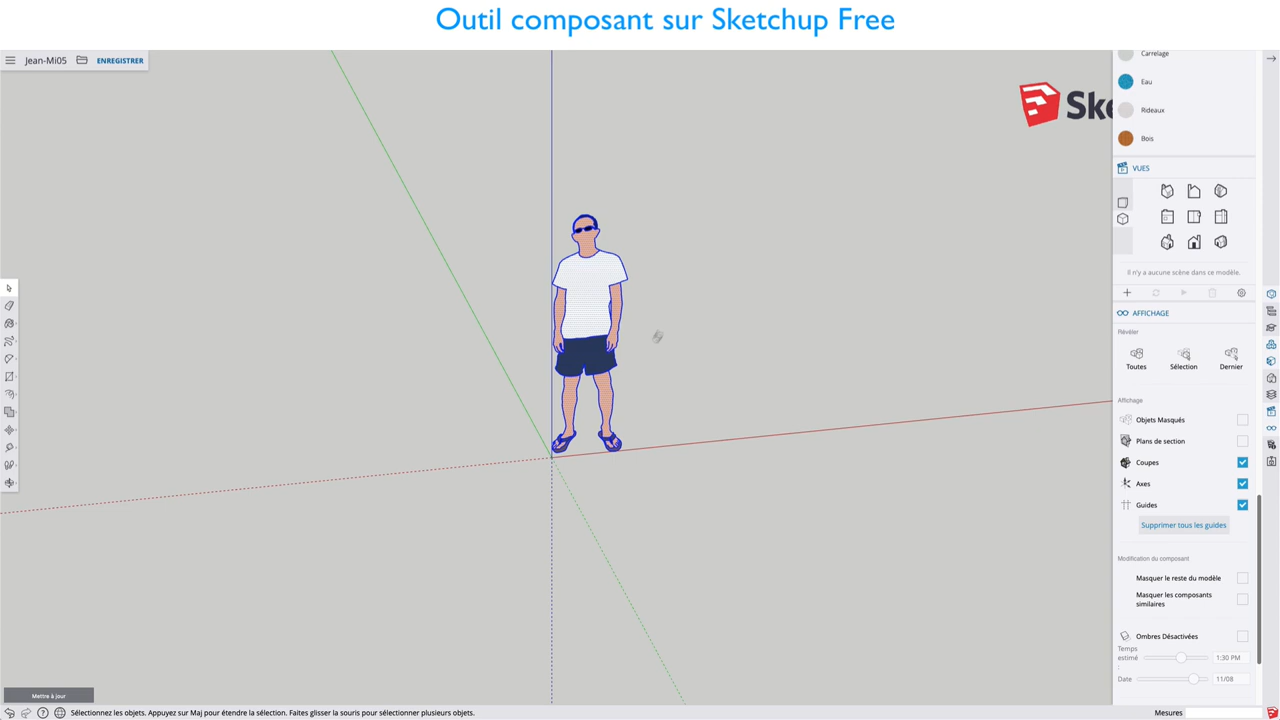 Outil composant sur Sketchup Free
Jean-Mi05
ENREGISTRER
Carrelage
Eau
Rideaux
Bois
VUES
Il n'y a aucune scène dans ce modèle.
AFFICHAGE
Révéler
Toutes
Sélection
Dernier
Affichage
Objets Masqués
Plans de section
Coupes
Axes
Guides
Supprimer tous les guides
Modification du composant
Masquer le reste du modèle
Masquer les composants
similaires
Ombres Désactivées
Temps
estimé
:
1:30 PM
Date
11/08
Mettre à jour
Sélectionnez les objets. Appuyez sur Maj pour étendre la sélection. Faites glisser la souris pour sélectionner plusieurs objets.
Mesures